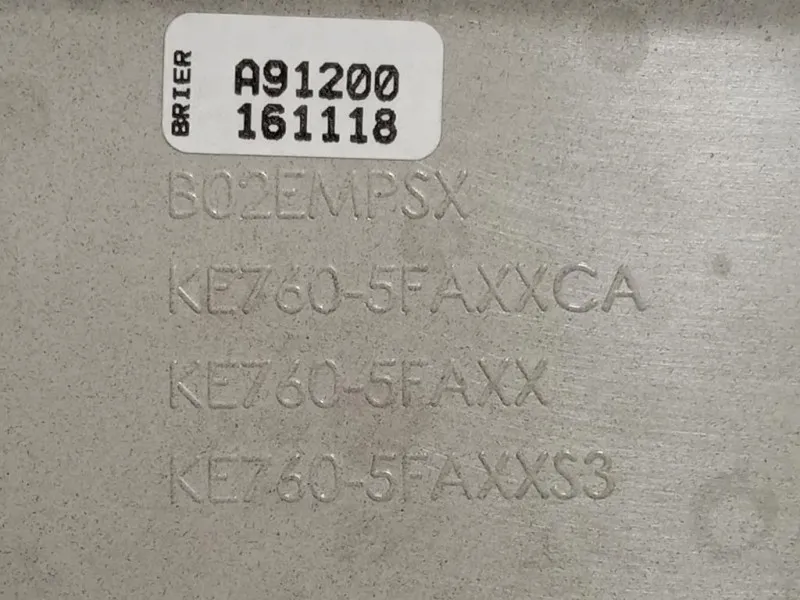 BRIER
A91200
161118
B02EMPSX
KE760-5FAXXCA
KE760-5FAXX
KE760-5FAXXS3